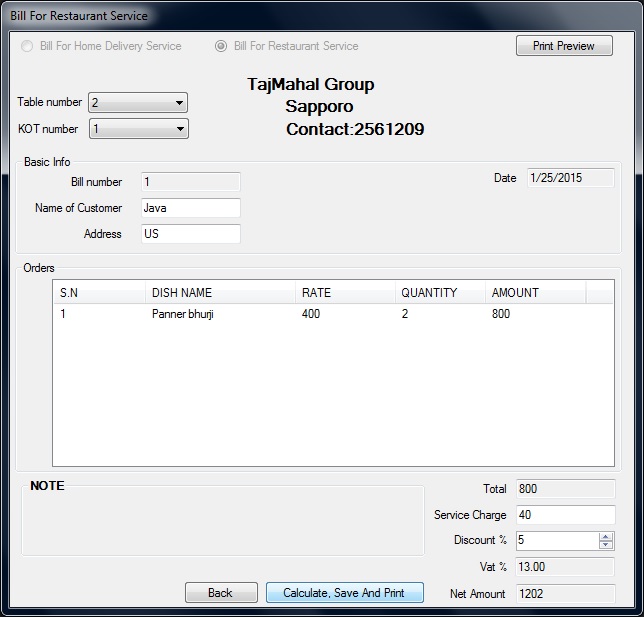 Bill For Restaurant Service
Bill For Home Delivery Service Bill For Restaurant Service Print Preview
TajMahal Group
Sapporo
Contact:2561209
Table number 2
KOT number 1
Basic Info
Bill number 1
Date 1/25/2015
Name of Customer Java
Address US
Orders
S.N DISH NAME RATE QUANTITY AMOUNT
1 Panner bhurji 400 2 800
NOTE
Total 800
Service Charge 40
Discount % 5
Vat % 13.00
Net Amount 1202
Back Calculate, Save And Print